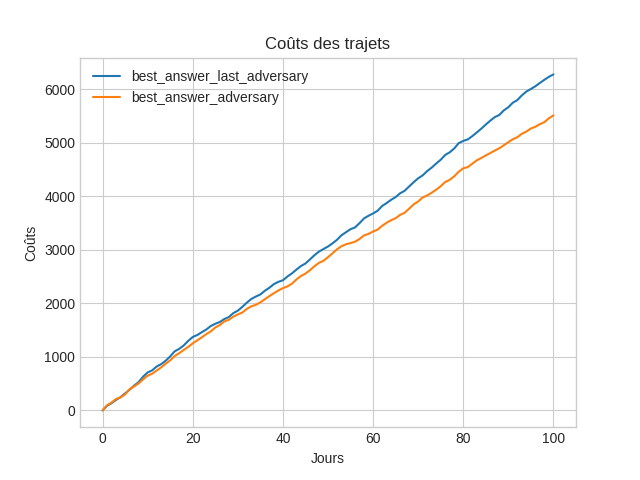 Coûts des trajets
best_answer_last_adversary
best_answer_adversary
Coûts
6000
5000
4000
3000
2000
1000
0
0 20 40 60 80 100
Jours